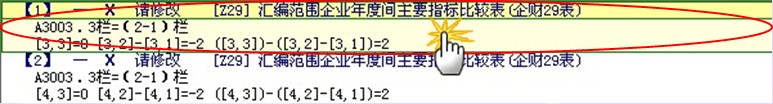 【1】 — X 请修改 [Z29] 汇编范围企业年度间主要指标比较表(企财29表)
A3003.3栏=(2-1)栏
[3,3]=0 [3,2]-[3,1]=-2 ([3,3])-([3,2]-[3,1])=2
【2】 — X 请修改 [Z29] 汇编范围企业年度间主要指标比较表(企财29表)
A3003.3栏=(2-1)栏
[4,3]=0 [4,2]-[4,1]=-2 ([4,3])-([4,2]-[4,1])=2